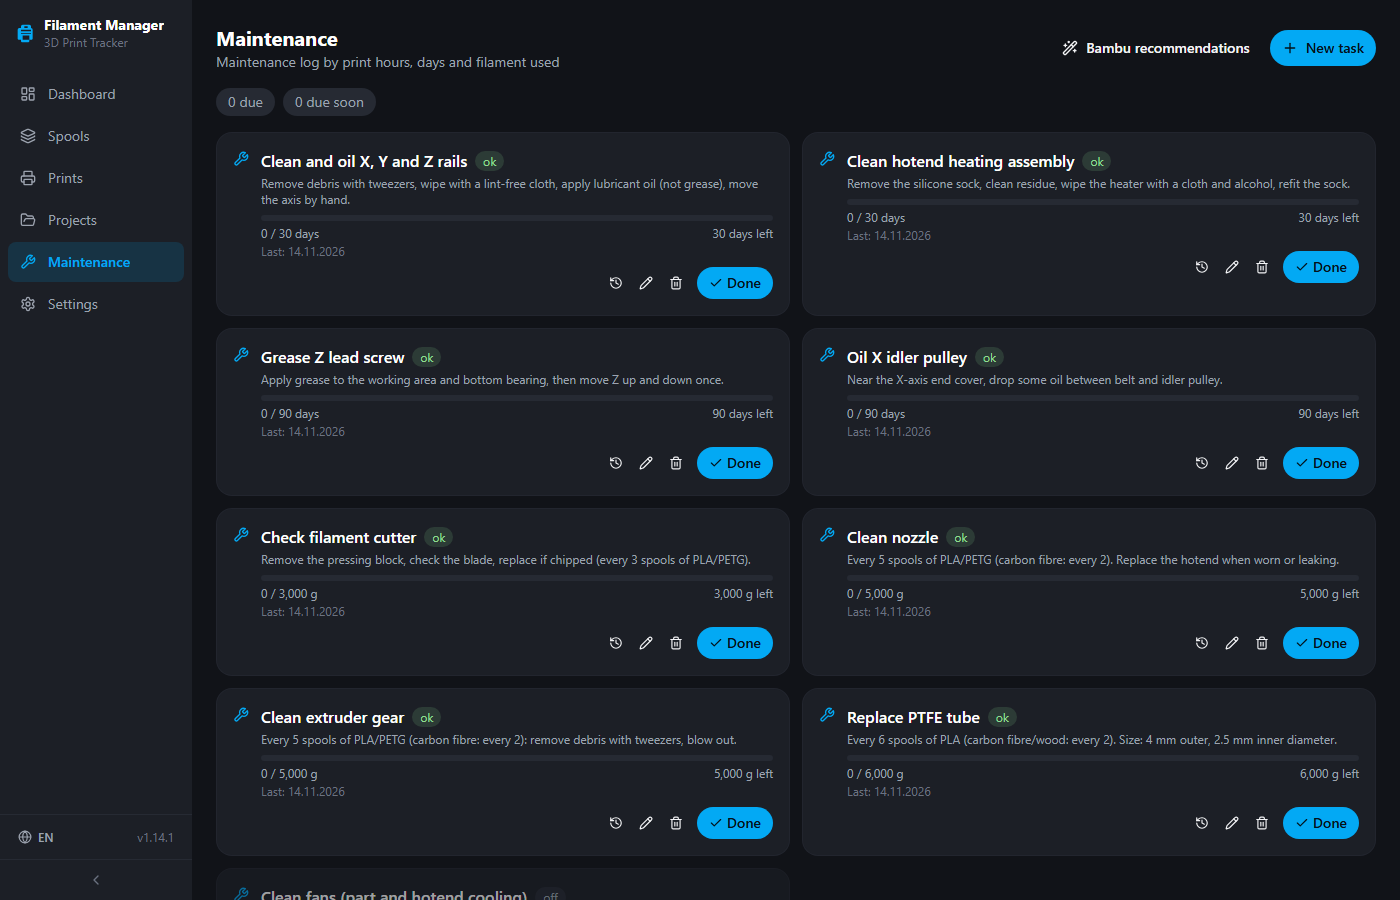 Filament Manager
3D Print Tracker
Dashboard
Spools
Prints
Projects
Maintenance
Settings
EN
v1.14.1
Maintenance
Maintenance log by print hours, days and filament used
Bambu recommendations
New task
0 due
0 due soon
Clean and oil X, Y and Z rails ok
Remove debris with tweezers, wipe with a lint-free cloth, apply lubricant oil (not grease), move
the axis by hand.
0 / 30 days
30 days left
Last: 14.11.2026
Done
Clean hotend heating assembly ok
Remove the silicone sock, clean residue, wipe the heater with a cloth and alcohol, refit the sock.
0 / 30 days
30 days left
Last: 14.11.2026
Done
Grease Z lead screw ok
Apply grease to the working area and bottom bearing, then move Z up and down once.
0 / 90 days
90 days left
Last: 14.11.2026
Done
Oil X idler pulley ok
Near the X-axis end cover, drop some oil between belt and idler pulley.
0 / 90 days
90 days left
Last: 14.11.2026
Done
Check filament cutter ok
Remove the pressing block, check the blade, replace if chipped (every 3 spools of PLA/PETG).
0 / 3,000 g
3,000 g left
Last: 14.11.2026
Done
Clean nozzle ok
Every 5 spools of PLA/PETG (carbon fibre: every 2). Replace the hotend when worn or leaking.
0 / 5,000 g
5,000 g left
Last: 14.11.2026
Done
Clean extruder gear ok
Every 5 spools of PLA/PETG (carbon fibre: every 2): remove debris with tweezers, blow out.
0 / 5,000 g
5,000 g left
Last: 14.11.2026
Done
Replace PTFE tube ok
Every 6 spools of PLA (carbon fibre/wood: every 2). Size: 4 mm outer, 2.5 mm inner diameter.
0 / 6,000 g
6,000 g left
Last: 14.11.2026
Done
Clean fans (part and hotend cooling) off